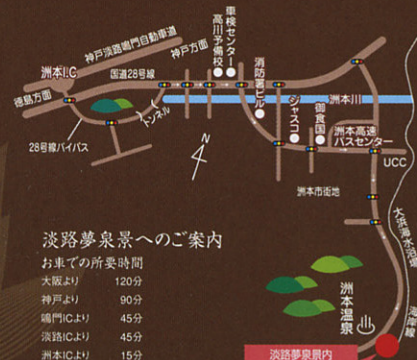 車検センター
高川予備校
神戸淡路鳴門自動車道
神戸方面
洲本I.C
国道28号線
消防署ビル
徳島方面
洲本川
トンネル
ジャスコ
御食国
洲本高速
バスセンター
28号線バイパス
N
UCC
洲本市街地
大浜海水浴場
淡路夢泉景へのご案内
お車での所要時間
大阪より 120分
神戸より 90分
鳴門ICより 45分
淡路ICより 45分
洲本ICより 15分
洲本温泉
海岸線
淡路夢泉景内